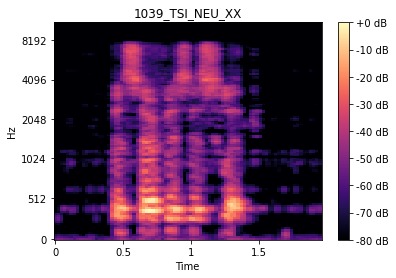 1039_TSI_NEU_XX
+0 dB
8192
-10 dB
4096
-20 dB
-30 dB
2048
-40 dB
Hz
1024
-50 dB
512
-60 dB
-70 dB
0
-80 dB
0
0.5
1
1.5
Time